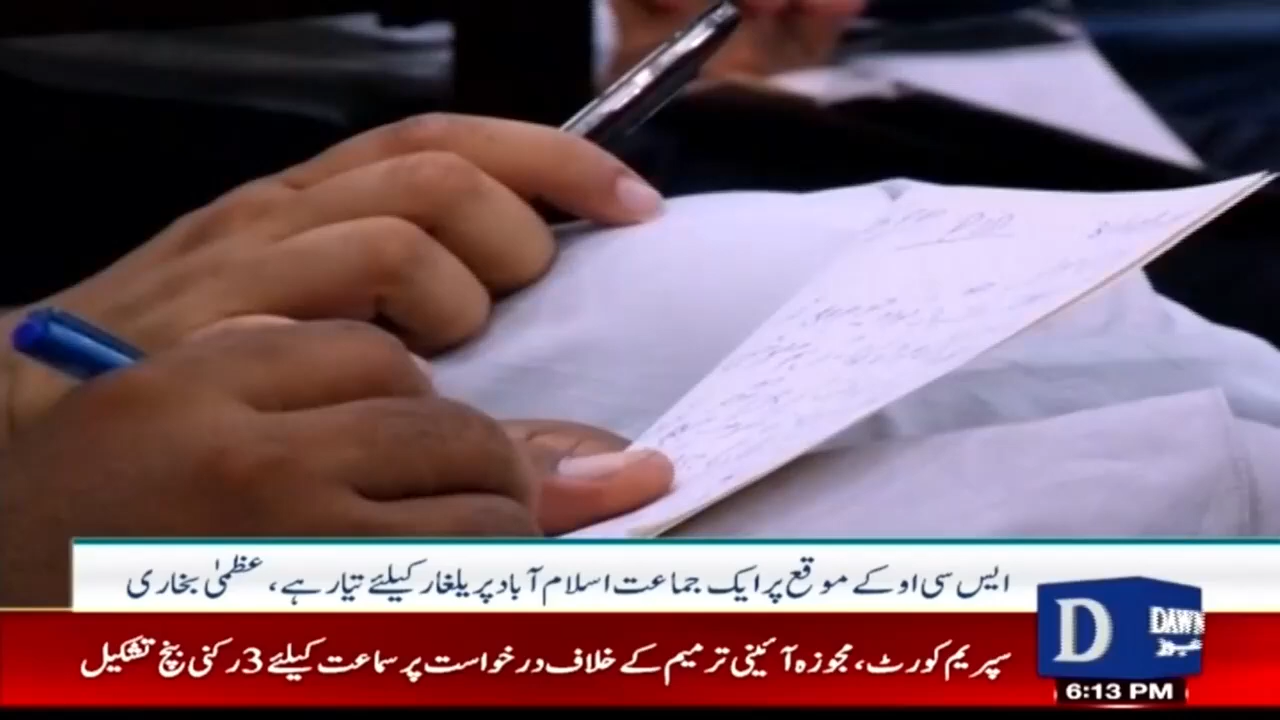 ایس سی او کے موقع پر ایک جماعت اسلام آباد پر یلغار کیلئے تیار ہے، عظمیٰ بخاری
سپریم کورٹ، مجوزہ آئینی ترمیم کے خلاف درخواست پر سماعت کیلئے 3 رکنی بنچ تشکیل
D DAWN
نیوز
6:13 PM